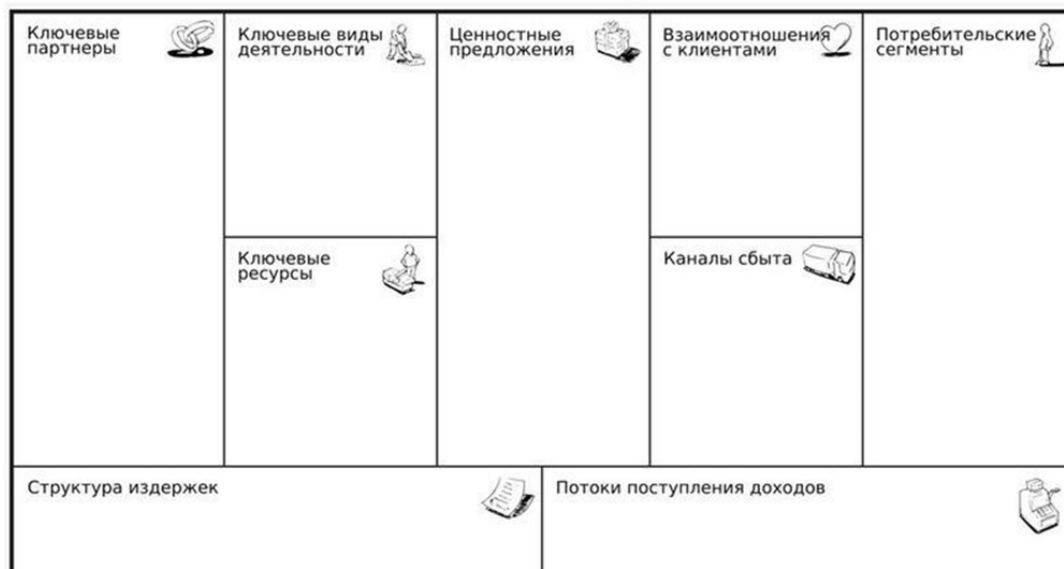 Ключевые
партнеры
Ключевые виды
деятельности
Ценностные
предложения
Взаимоотношения
с клиентами
Потребительские
сегменты
Ключевые
ресурсы
Каналы сбыта
Структура издержек
Потоки поступления доходов